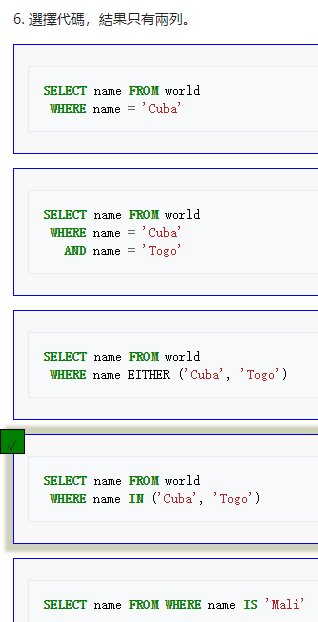 6. 選擇代碼，結果只有兩列。
SELECT name FROM world
WHERE name = 'Cuba'
SELECT name FROM world
WHERE name = 'Cuba'
AND name = 'Togo'
SELECT name FROM world
WHERE name EITHER ('Cuba', 'Togo')
✓
SELECT name FROM world
WHERE name IN ('Cuba', 'Togo')
SELECT name FROM WHERE name IS 'Mali'